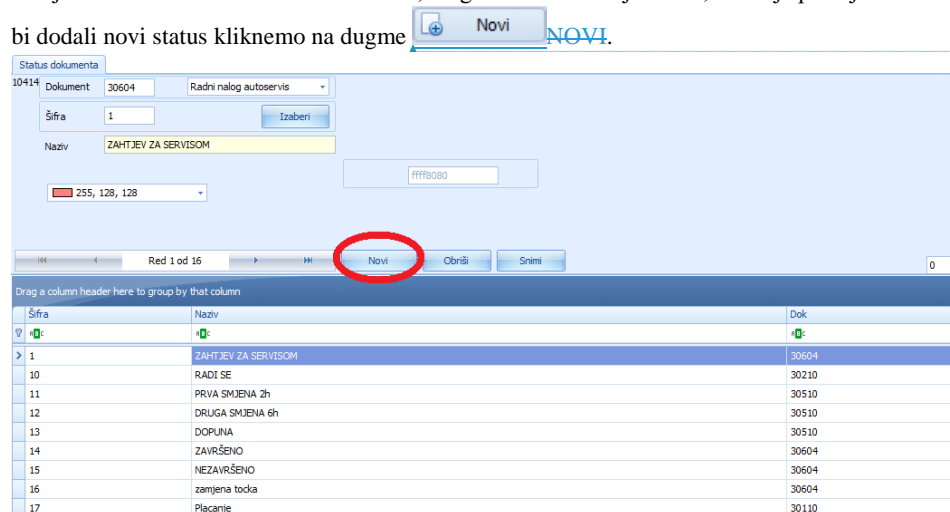 bi dodali novi status kliknemo na dugme Novi NOVI.
Status dokumenta
10414 Dokument 30604 Radni nalog autoservis
Šifra 1 Izaberi
Naziv ZAHTJEV ZA SERVISOM
ffff8080
255, 128, 128
Red 1 od 16 Novi Obriši Snimi 0
Drag a column header here to group by that column
Šifra Naziv Dok
1 ZAHTJEV ZA SERVISOM 30604
10 RADI SE 30210
11 PRVA SMJENA 2h 30510
12 DRUGA SMJENA 6h 30510
13 DOPUNA 30510
14 ZAVRŠENO 30604
15 NEZAVRŠENO 30604
16 zamjena tocka 30604
17 Placanje 30110